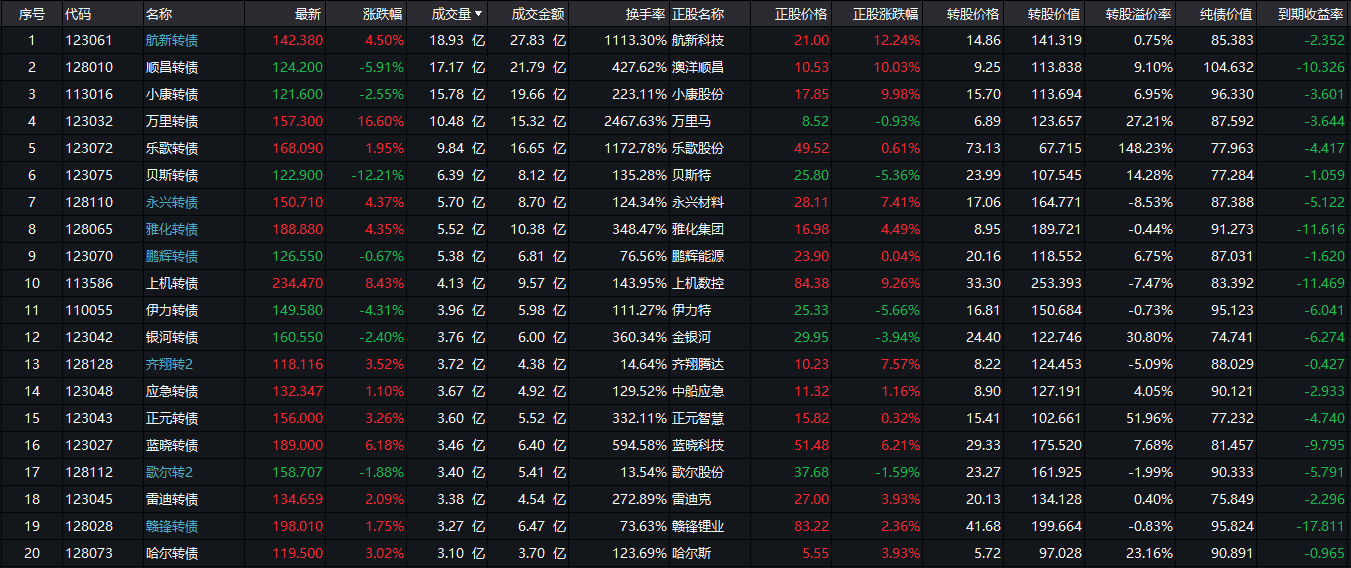 序号 代码 名称 最新 涨跌幅 成交量 成交金额 换手率 正股名称 正股价格 正股涨跌幅 转股价格 转股价值 转股溢价率 纯债价值 到期收益率
1 123061 航新转债 142.380 4.50% 18.93 亿 27.83 亿 1113.30% 航新科技 21.00 12.24% 14.86 141.319 0.75% 85.383 -2.352
2 128010 顺昌转债 124.200 -5.91% 17.17 亿 21.79 亿 427.62% 澳洋顺昌 10.53 10.03% 9.25 113.838 9.10% 104.632 -10.326
3 113016 小康转债 121.600 -2.55% 15.78 亿 19.66 亿 223.11% 小康股份 17.85 9.98% 15.70 113.694 6.95% 96.330 -3.601
4 123032 万里转债 157.300 16.60% 10.48 亿 15.32 亿 2467.63% 万里马 8.52 -0.93% 6.89 123.657 27.21% 87.592 -3.644
5 123072 乐歌转债 168.090 1.95% 9.84 亿 16.65 亿 1172.78% 乐歌股份 49.52 0.61% 73.13 67.715 148.23% 77.963 -4.417
6 123075 贝斯转债 122.900 -12.21% 6.39 亿 8.12 亿 135.28% 贝斯特 25.80 -5.36% 23.99 107.545 14.28% 77.284 -1.059
7 128110 永兴转债 150.710 4.37% 5.70 亿 8.70 亿 124.34% 永兴材料 28.11 7.41% 17.06 164.771 -8.53% 87.388 -5.122
8 128065 雅化转债 188.880 4.35% 5.52 亿 10.38 亿 348.47% 雅化集团 16.98 4.49% 8.95 189.721 -0.44% 91.273 -11.616
9 123070 鹏辉转债 126.550 -0.67% 5.38 亿 6.81 亿 76.56% 鹏辉能源 23.90 0.04% 20.16 118.552 6.75% 87.031 -1.620
10 113586 上机转债 234.470 8.43% 4.13 亿 9.57 亿 143.95% 上机数控 84.38 9.26% 33.30 253.393 -7.47% 83.392 -11.469
11 110055 伊力转债 149.580 -4.31% 3.96 亿 5.98 亿 111.27% 伊力特 25.33 -5.66% 16.81 150.684 -0.73% 95.123 -6.041
12 123042 银河转债 160.550 -2.40% 3.76 亿 6.00 亿 360.34% 金银河 29.95 -3.94% 24.40 122.746 30.80% 74.741 -6.274
13 128128 齐翔转2 118.116 3.52% 3.72 亿 4.38 亿 14.64% 齐翔腾达 10.23 7.57% 8.22 124.453 -5.09% 88.029 -0.427
14 123048 应急转债 132.347 1.10% 3.67 亿 4.92 亿 129.52% 中船应急 11.32 1.16% 8.90 127.191 4.05% 90.121 -2.933
15 123043 正元转债 156.000 3.26% 3.60 亿 5.52 亿 332.11% 正元智慧 15.82 0.32% 15.41 102.661 51.96% 77.232 -4.740
16 123027 蓝晓转债 189.000 6.18% 3.46 亿 6.40 亿 594.58% 蓝晓科技 51.48 6.21% 29.33 175.520 7.68% 81.457 -9.795
17 128112 歌尔转2 158.707 -1.88% 3.40 亿 5.41 亿 13.54% 歌尔股份 37.68 -1.59% 23.27 161.925 -1.99% 90.333 -5.791
18 123045 雷迪转债 134.659 2.09% 3.38 亿 4.54 亿 272.89% 雷迪克 27.00 3.93% 20.13 134.128 0.40% 75.849 -2.296
19 128028 赣锋转债 198.010 1.75% 3.27 亿 6.47 亿 73.63% 赣锋锂业 83.22 2.36% 41.68 199.664 -0.83% 95.824 -17.811
20 128073 哈尔转债 119.500 3.02% 3.10 亿 3.70 亿 123.69% 哈尔斯 5.55 3.93% 5.72 97.028 23.16% 90.891 -0.965